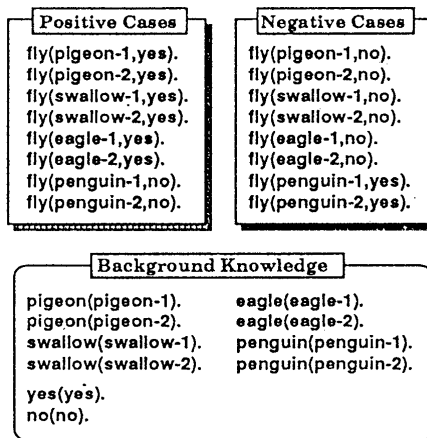 Positive Cases
fly(pigeon-1,yes).
fly(pigeon-2,yes).
fly(swallow-1,yes).
fly(swallow-2,yes).
fly(eagle-1,yes).
fly(eagle-2,yes).
fly(penguin-1,no).
fly(penguin-2,no).
Negative Cases
fly(pigeon-1,no).
fly(pigeon-2,no).
fly(swallow-1,no).
fly(swallow-2,no).
fly(eagle-1,no).
fly(eagle-2,no).
fly(penguin-1,yes).
fly(penguin-2,yes).
Background Knowledge
pigeon(pigeon-1).
pigeon(pigeon-2).
swallow(swallow-1).
swallow(swallow-2).
yes(yes).
no(no).
eagle(eagle-1).
eagle(eagle-2).
penguin(penguin-1).
penguin(penguin-2).